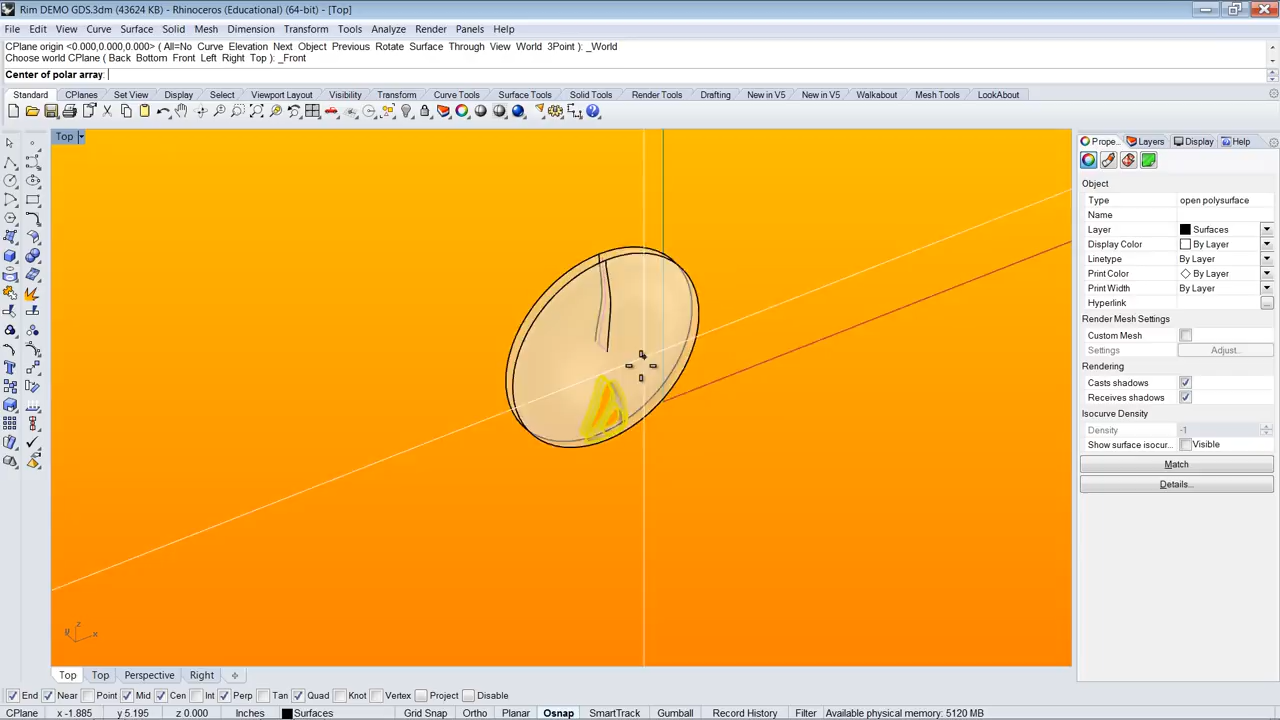 Rim DEMO GDS.3dm (43624 KB) - Rhinoceros (Educational) (64-bit) - [Top]
File Edit View Curve Surface Solid Mesh Dimension Transform Tools Analyze Render Panels Help
CPlane origin <0.000,0.000,0.000> ( All=No Curve Elevation Next Object Previous Rotate Surface Through View World 3Point ): _World
Choose world CPlane ( Back Bottom Front Left Right Top ): _Front
Center of polar array:
Standard CPlanes Set View Display Select Viewport Layout Visibility Transform Curve Tools Surface Tools Solid Tools Mesh Tools Render Tools Drafting New in V5 New in V5 Walkabout Mesh Tools LookAbout
Top
Prope... Layers Display Help
Object
Type open polysurface
Name
Layer Surfaces
Display Color By Layer
Linetype By Layer
Print Color By Layer
Print Width By Layer
Hyperlink ...
Render Mesh Settings
Custom Mesh
Settings Adjust...
Rendering
Casts shadows
Receives shadows
Isocurve Density
Density -1
Show surface isocur... Visible
Match
Details...
z
y x
Top Top Perspective Right
End Near Point Mid Cen Int Perp Tan Quad Knot Vertex Project Disable
CPlane x -1.885 y 5.195 z 0.000 Inches Surfaces Grid Snap Ortho Planar Osnap SmartTrack Gumball Record History Filter Available physical memory: 5120 MB